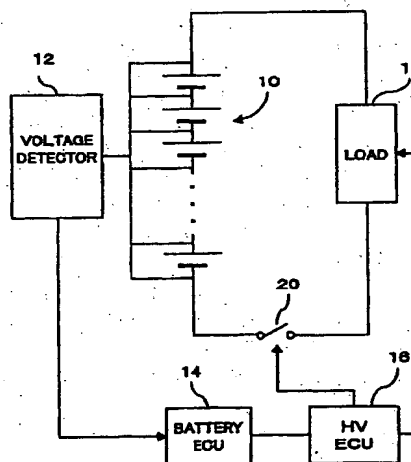 12
VOLTAGE
DETECTOR
10
1
LOAD
20
14
BATTERY
ECU
16
HV
ECU